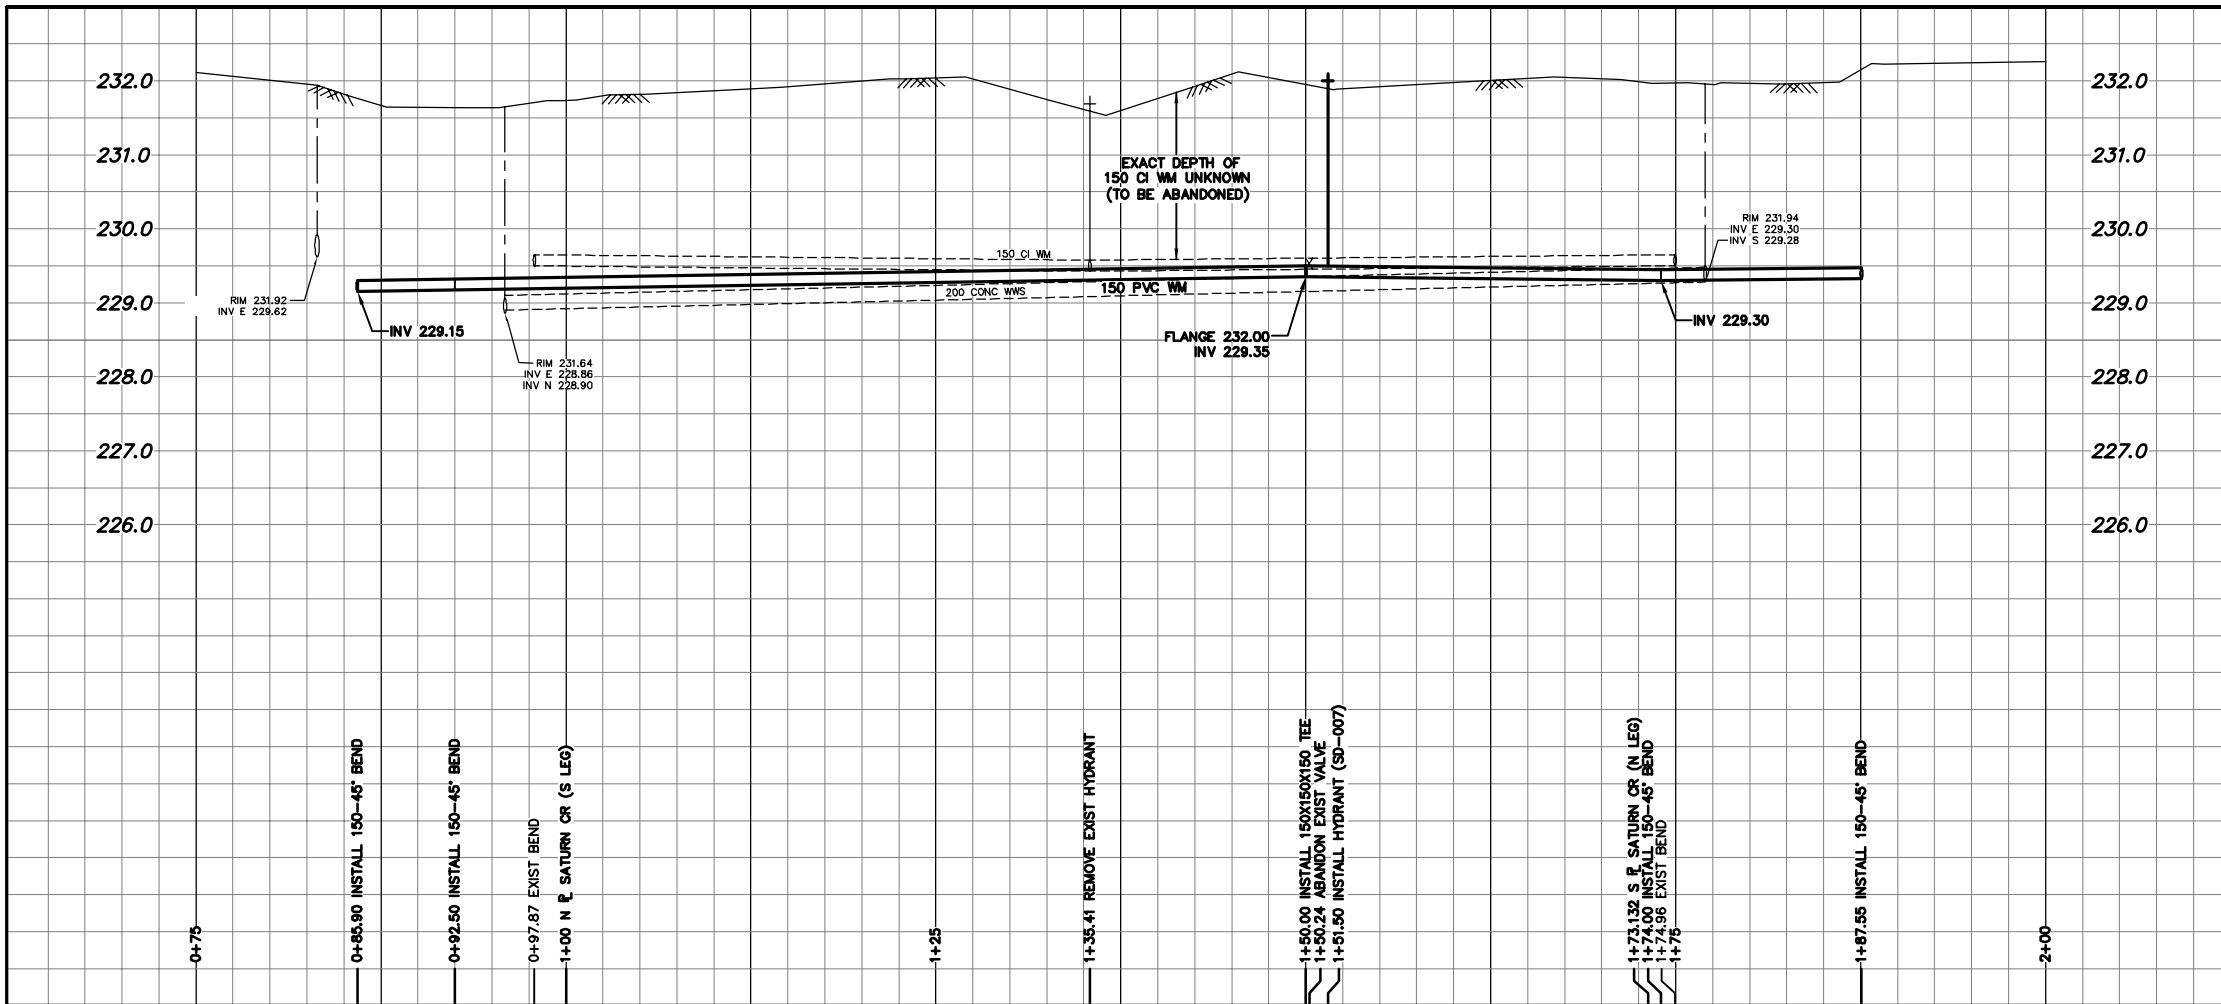 232.0
232.0
231.0
231.0
EXACT DEPTH OF
150 CI WM UNKNOWN
(TO BE ABANDONED)
230.0
230.0
RIM 231.94
INV E 229.30
INV S 229.28
150 CI WM
229.0
229.0
RIM 231.92
INV E 229.62
200 CONC WWS
150 PVC WM
INV 229.15
FLANGE 232.00
INV 229.35
INV 229.30
RIM 231.64
INV E 228.86
INV N 228.90
228.0
228.0
227.0
227.0
226.0
226.0
0+75
0+85.90 INSTALL 150-45° BEND
0+92.50 INSTALL 150-45° BEND
0+97.87 EXIST BEND
1+00 N PL SATURN CR (S LEG)
1+25
1+35.41 REMOVE EXIST HYDRANT
1+50.00 INSTALL 150X150X150 TEE
1+50.24 ABANDON EXIST VALVE
1+51.50 INSTALL HYDRANT (SD-007)
1+73.132 S PL SATURN CR (N LEG)
1+74.00 INSTALL 150-45° BEND
1+74.96 EXIST BEND
1+75
1+87.55 INSTALL 150-45° BEND
2+00